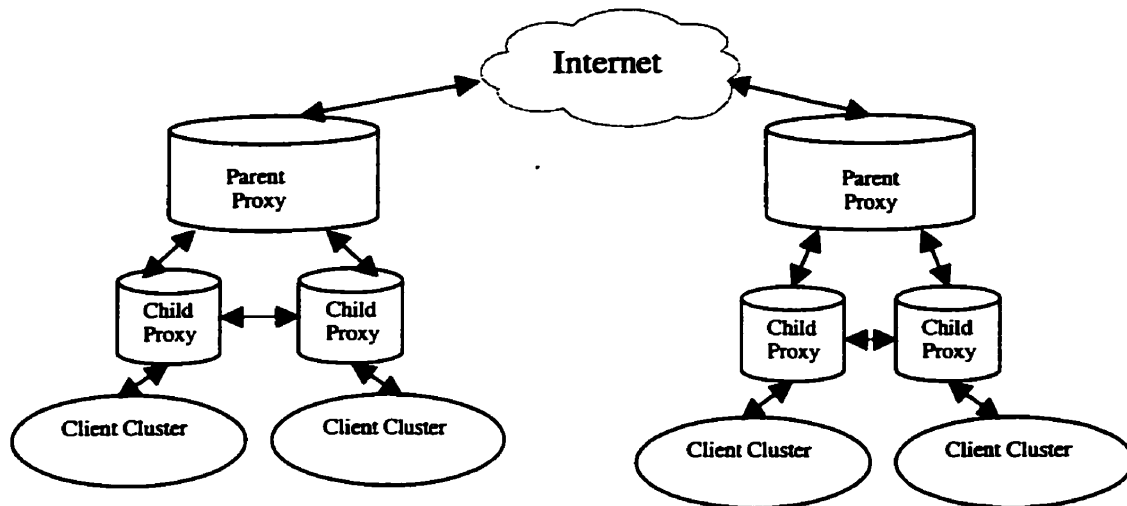 Internet
Parent
Proxy
Parent
Proxy
Child
Proxy
Child
Proxy
Child
Proxy
Child
Proxy
Client Cluster
Client Cluster
Client Cluster
Client Cluster